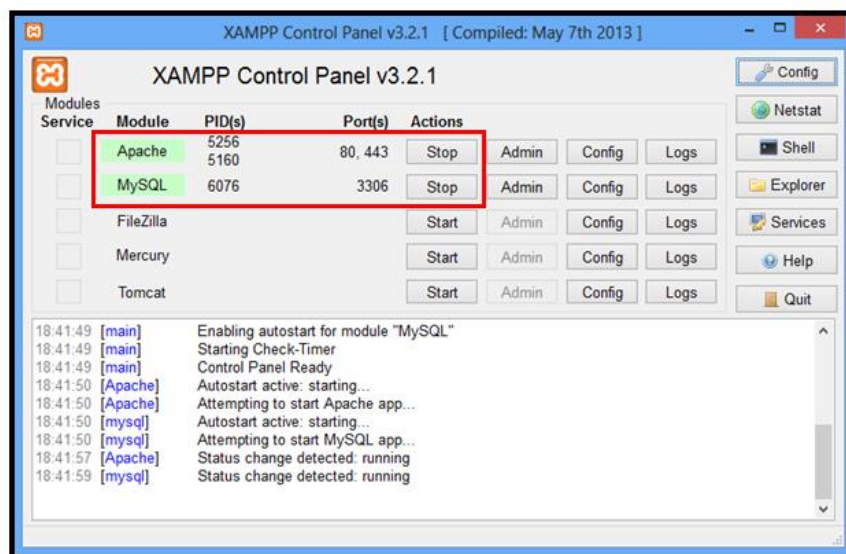 XAMPP Control Panel v3.2.1 [ Compiled: May 7th 2013 ]
XAMPP Control Panel v3.2.1
Config
Modules
Service Module PID(s) Port(s) Actions
Netstat
Apache 5256 5160 80, 443 Stop Admin Config Logs
Shell
MySQL 6076 3306 Stop Admin Config Logs
Explorer
FileZilla Start Admin Config Logs
Services
Mercury Start Admin Config Logs
Help
Tomcat Start Admin Config Logs
Quit
18:41:49 [main] Enabling autostart for module "MySQL"
18:41:49 [main] Starting Check-Timer
18:41:49 [main] Control Panel Ready
18:41:50 [Apache] Autostart active: starting...
18:41:50 [Apache] Attempting to start Apache app...
18:41:50 [mysql] Autostart active: starting...
18:41:50 [mysql] Attempting to start MySQL app...
18:41:57 [Apache] Status change detected: running
18:41:59 [mysql] Status change detected: running